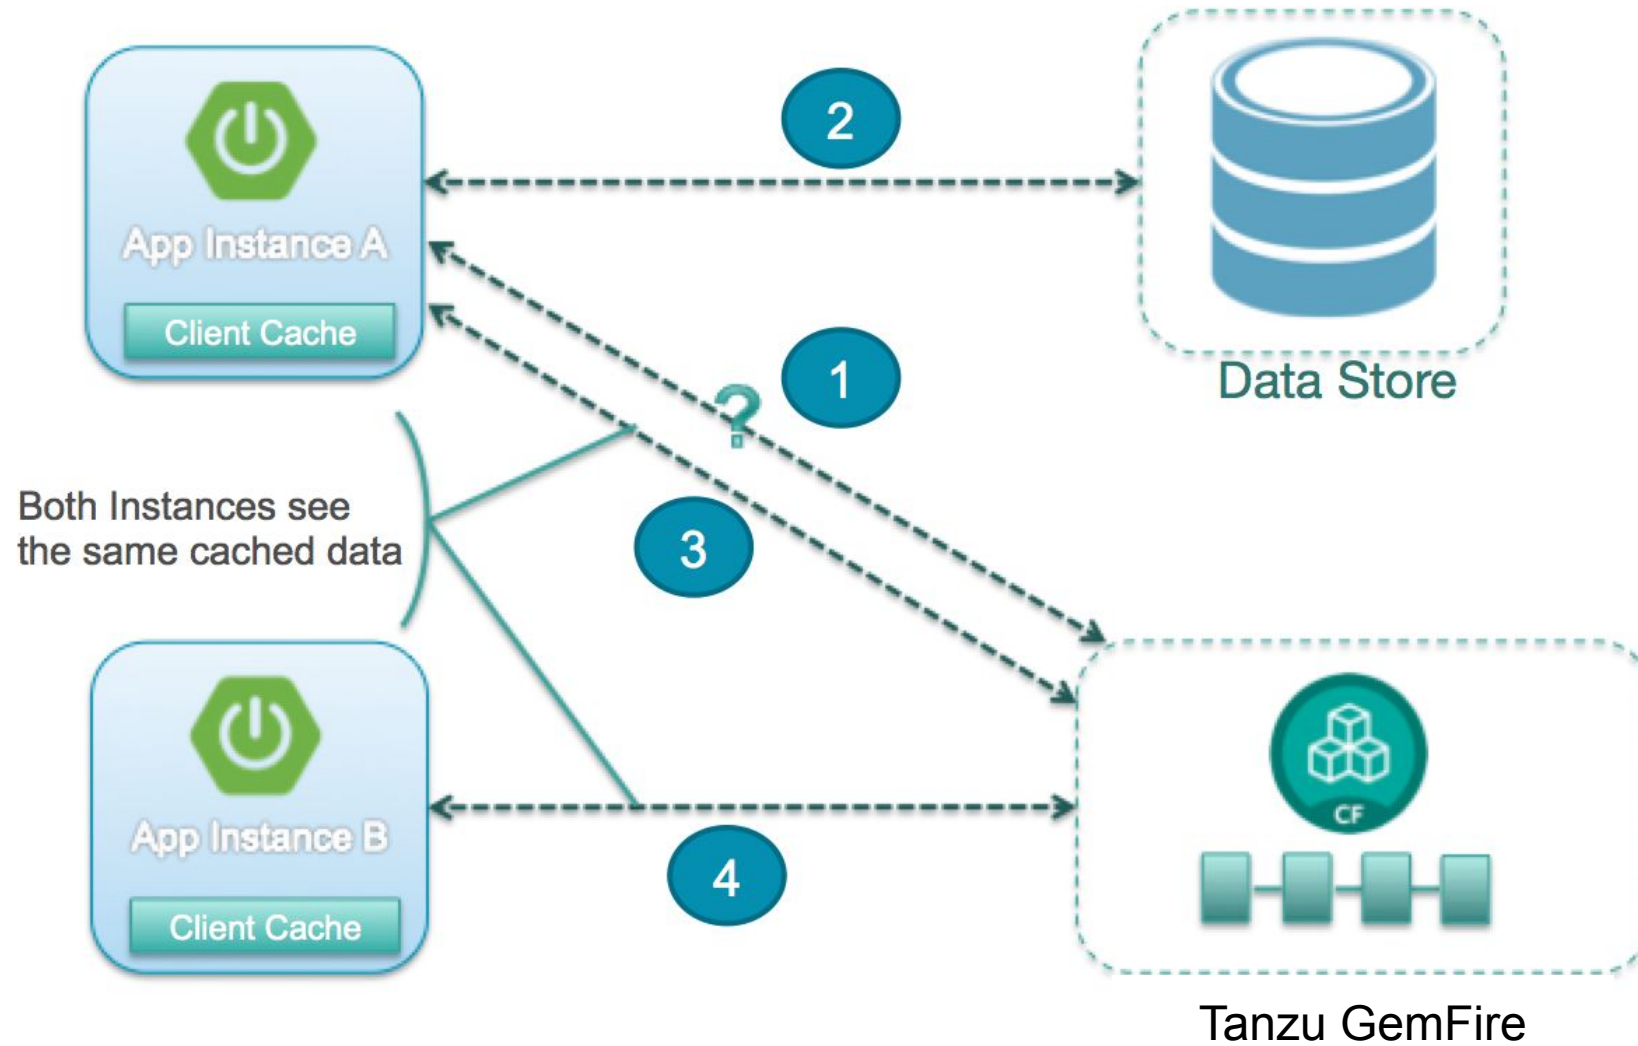 2
App Instance A
Client Cache
1
?
Data Store
Both Instances see
the same cached data
3
App Instance B
Client Cache
4
CF
Tanzu GemFire